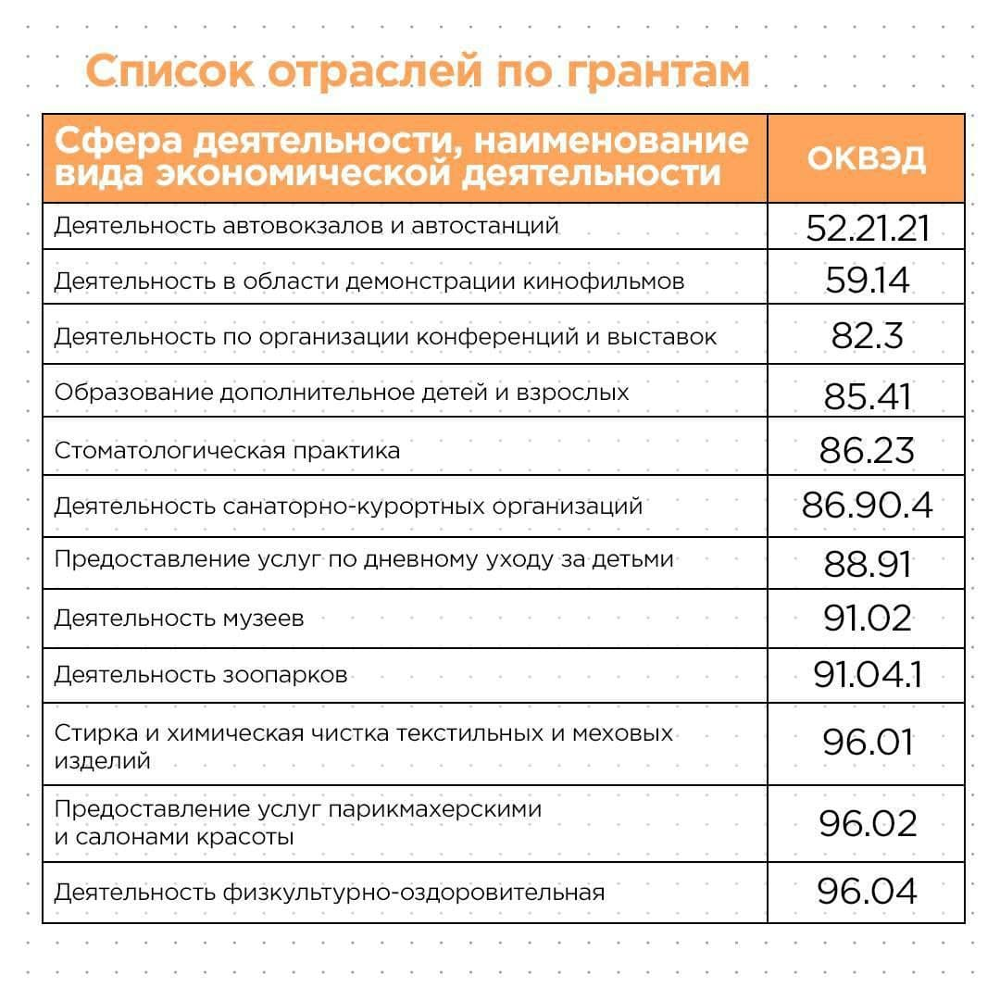 Список отраслей по грантам
Сфера деятельности, наименование
вида экономической деятельности
ОКВЭД
Деятельность автовокзалов и автостанций
52.21.21
Деятельность в области демонстрации кинофильмов
59.14
Деятельность по организации конференций и выставок
82.3
Образование дополнительное детей и взрослых
85.41
Стоматологическая практика
86.23
Деятельность санаторно-курортных организаций
86.90.4
Предоставление услуг по дневному уходу за детьми
88.91
Деятельность музеев
91.02
Деятельность зоопарков
91.04.1
Стирка и химическая чистка текстильных и меховых
изделий
96.01
Предоставление услуг парикмахерскими
и салонами красоты
96.02
Деятельность физкультурно-оздоровительная
96.04